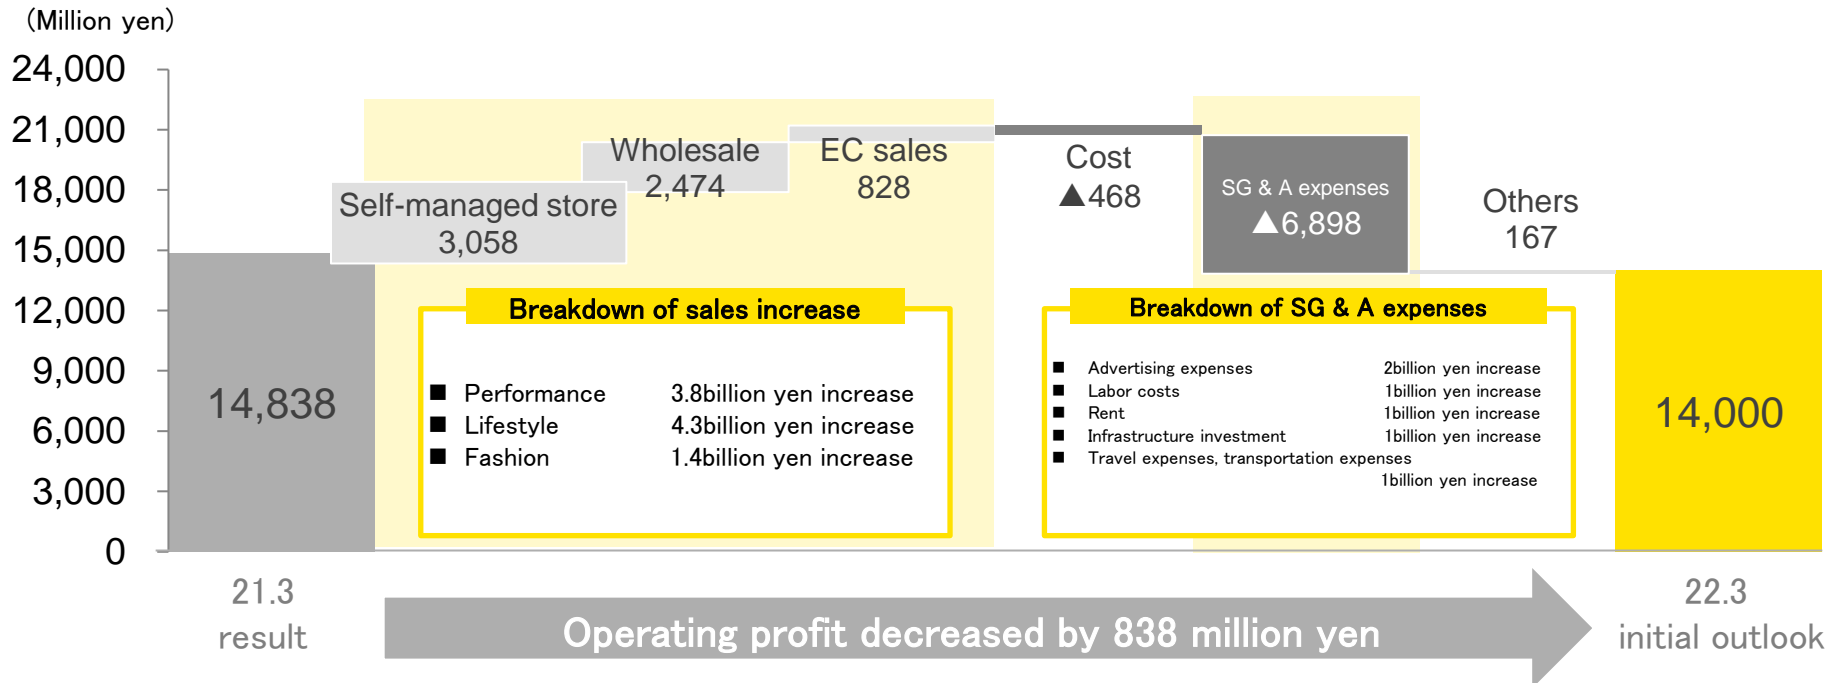 (Million yen)
24,000
21,000
18,000
15,000
12,000
9,000
6,000
3,000
0
14,838
Self-managed store
3,058
Wholesale
2,474
EC sales
828
Cost
▲468
SG & A expenses
▲6,898
Others
167
14,000
Breakdown of sales increase
■ Performance 3.8billion yen increase
■ Lifestyle 4.3billion yen increase
■ Fashion 1.4billion yen increase
Breakdown of SG & A expenses
■ Advertising expenses 2billion yen increase
■ Labor costs 1billion yen increase
■ Rent 1billion yen increase
■ Infrastructure investment 1billion yen increase
■ Travel expenses, transportation expenses
1billion yen increase
21.3
result
Operating profit decreased by 838 million yen
22.3
initial outlook